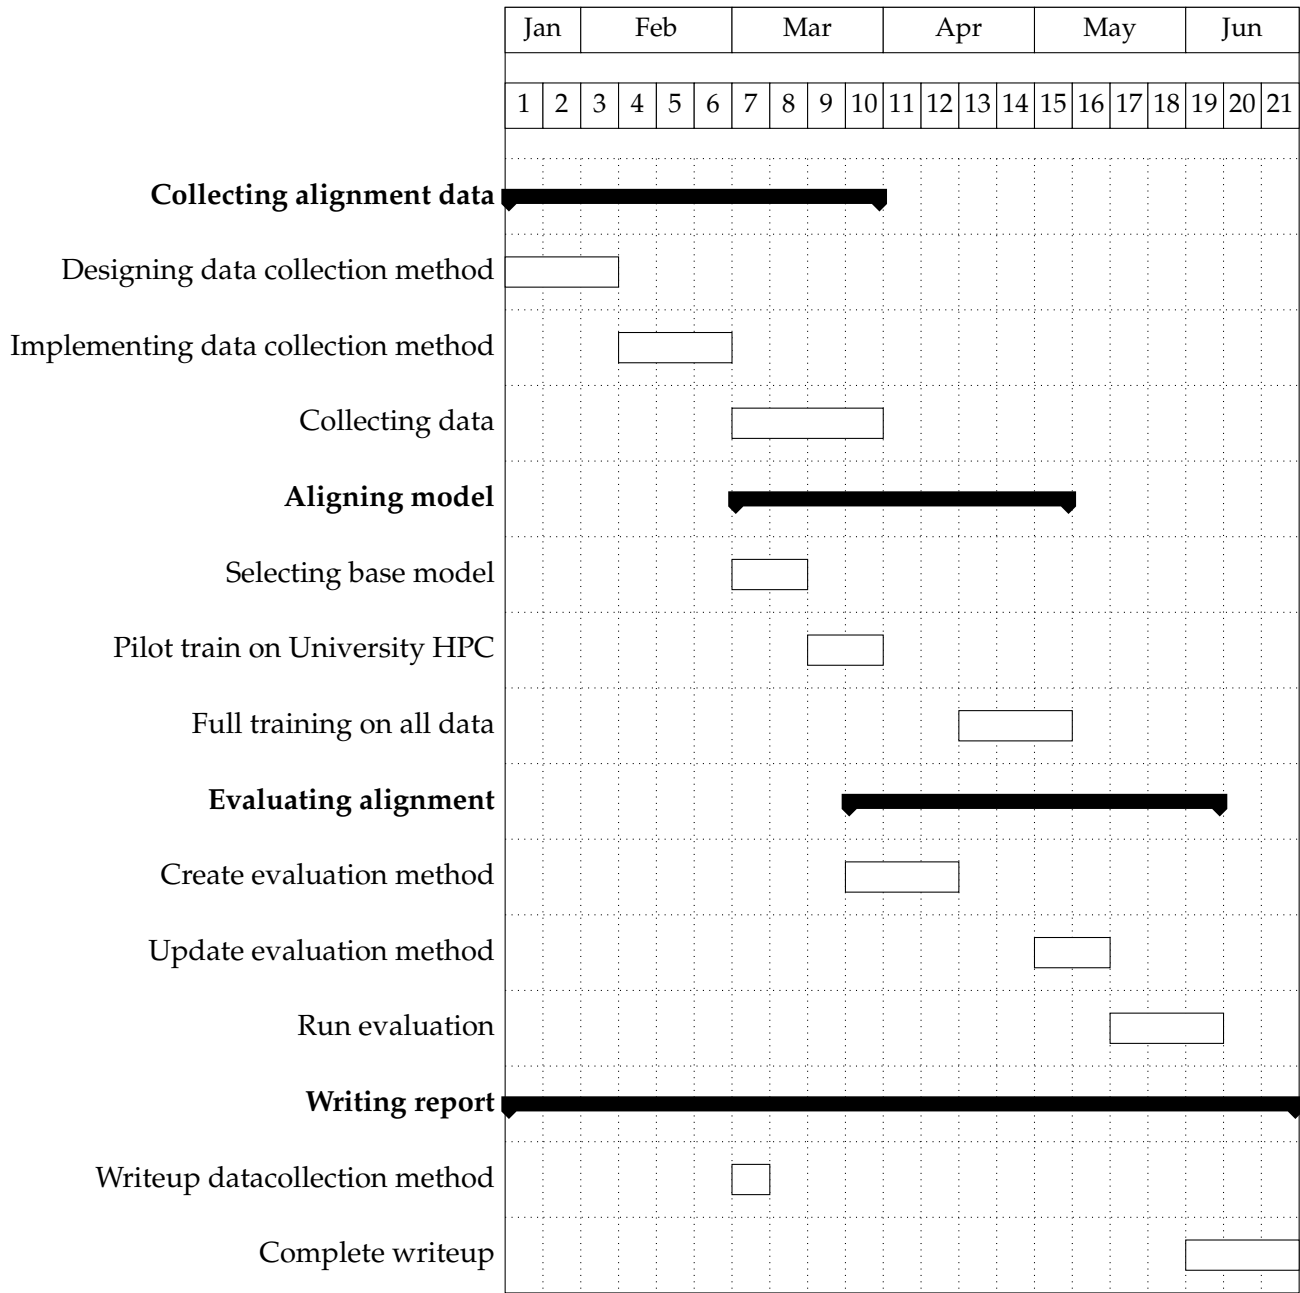 Jan Feb Mar Apr May Jun
1 2 3 4 5 6 7 8 9 10 11 12 13 14 15 16 17 18 19 20 21
Collecting alignment data
Designing data collection method
Implementing data collection method
Collecting data
Aligning model
Selecting base model
Pilot train on University HPC
Full training on all data
Evaluating alignment
Create evaluation method
Update evaluation method
Run evaluation
Writing report
Writeup datacollection method
Complete writeup